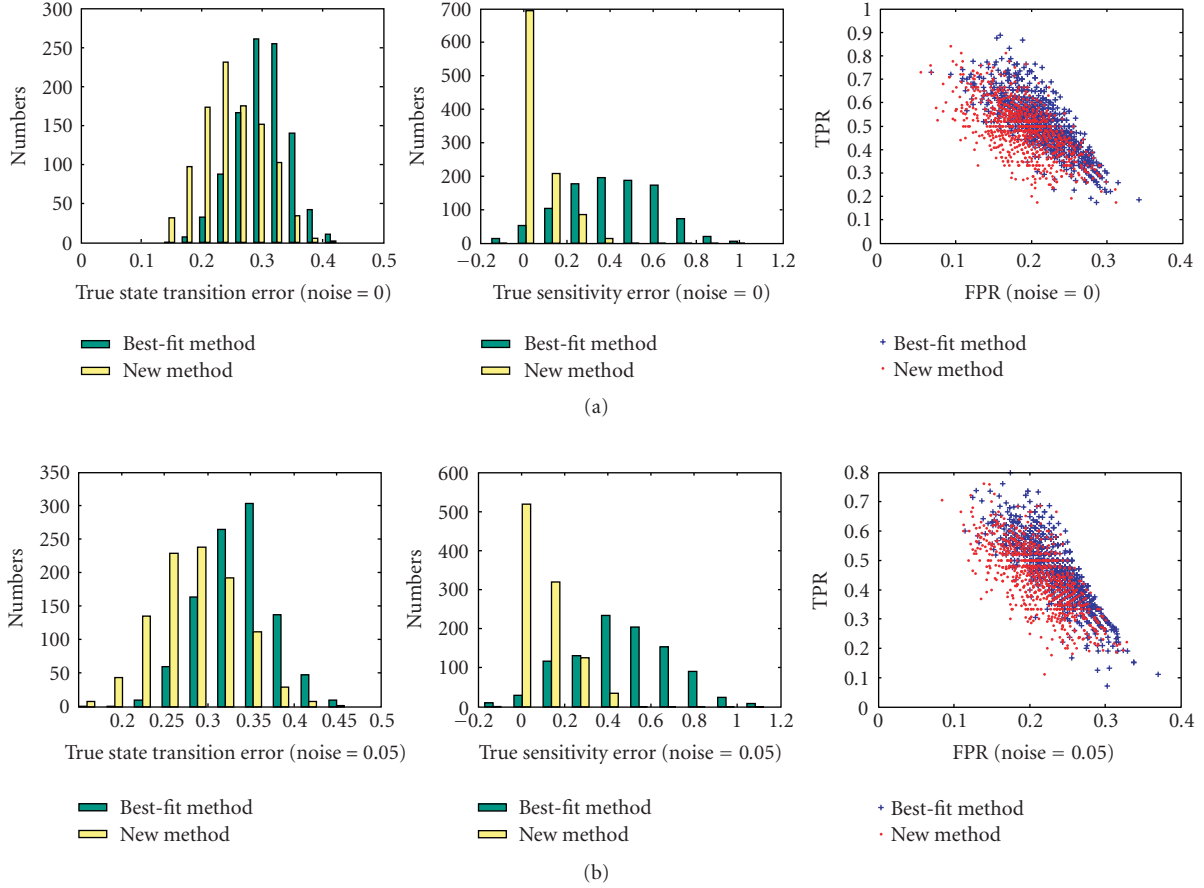 300
250
200
150
100
50
0
Numbers
0 0.1 0.2 0.3 0.4 0.5
True state transition error (noise = 0)
Best-fit method
New method
700
600
500
400
300
200
100
0
Numbers
−0.2 0 0.2 0.4 0.6 0.8 1 1.2
True sensitivity error (noise = 0)
Best-fit method
New method
1
0.9
0.8
0.7
0.6
0.5
0.4
0.3
0.2
0.1
0
TPR
0 0.1 0.2 0.3 0.4
FPR (noise = 0)
Best-fit method
New method
(a)
350
300
250
200
150
100
50
0
Numbers
0.2 0.25 0.3 0.35 0.4 0.45 0.5
True state transition error (noise = 0.05)
Best-fit method
New method
600
500
400
300
200
100
0
Numbers
−0.2 0 0.2 0.4 0.6 0.8 1 1.2
True sensitivity error (noise = 0.05)
Best-fit method
New method
0.8
0.7
0.6
0.5
0.4
0.3
0.2
0.1
0
TPR
0 0.1 0.2 0.3 0.4
FPR (noise = 0.05)
Best-fit method
New method
(b)